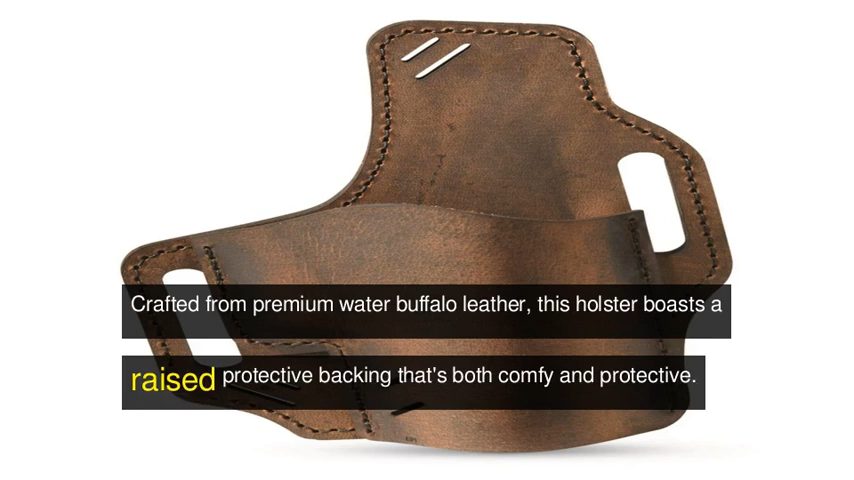 Crafted from premium water buffalo leather, this holster boasts a
raised protective backing that's both comfy and protective.